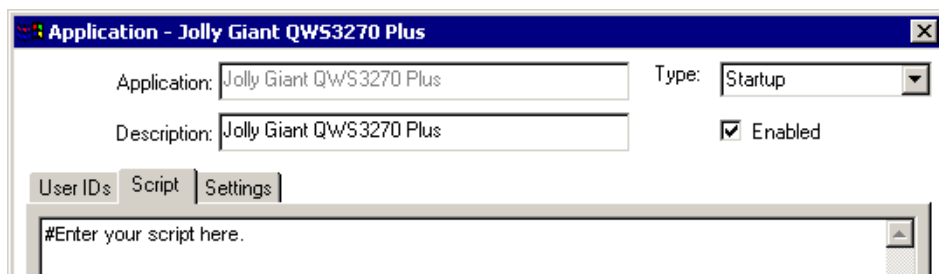 Application - Jolly Giant QWS3270 Plus
Application: Jolly Giant QWS3270 Plus Type: Startup
Description: Jolly Giant QWS3270 Plus Enabled
User IDs Script Settings
#Enter your script here.